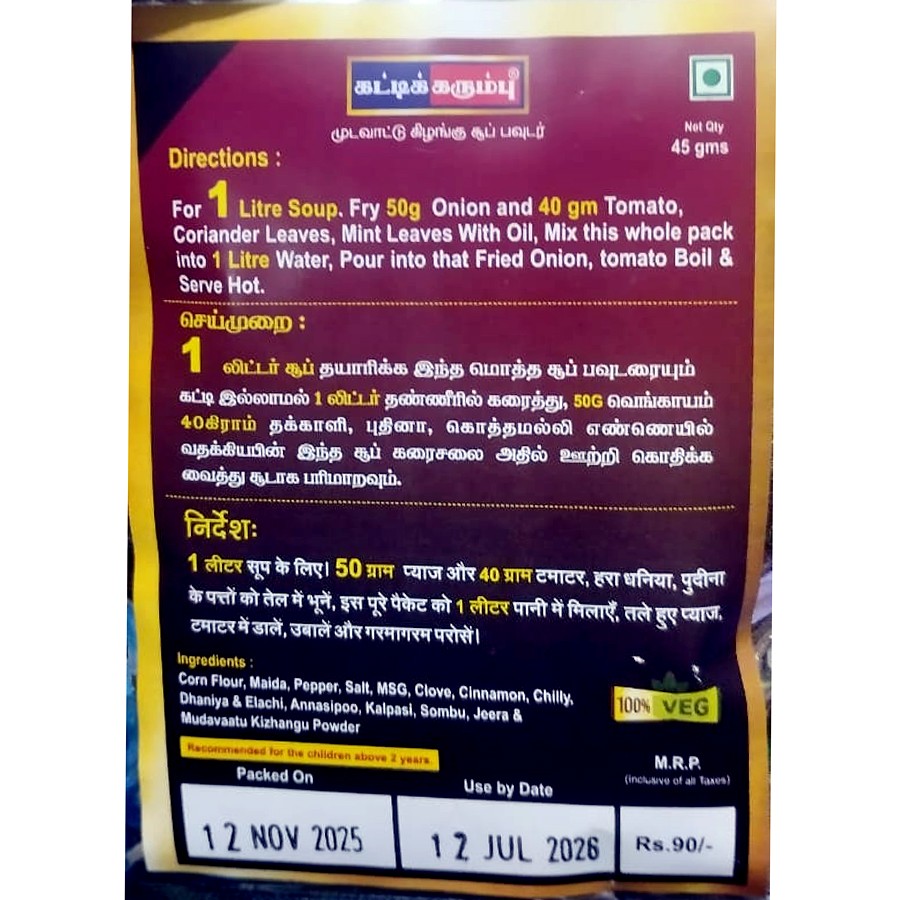 கட்டிக்கரும்பு®
முடவாட்டு கிழங்கு சூப் பவுடர்
Net Qty
45 gms
Directions :
For 1 Litre Soup. Fry 50g Onion and 40 gm Tomato,
Coriander Leaves, Mint Leaves With Oil, Mix this whole pack
into 1 Litre Water, Pour into that Fried Onion, tomato Boil &
Serve Hot.
செய்முறை :
1 லிட்டர் சூப் தயாரிக்க இந்த மொத்த சூப் பவுடரையும்
கட்டி இல்லாமல் 1 லிட்டர் தண்ணீரில் கரைத்து, 50G வெங்காயம்
40கிராம் தக்காளி, புதினா, கொத்தமல்லி எண்ணெயில்
வதக்கியபின் இந்த சூப் கரைசலை அதில் ஊற்றி கொதிக்க
வைத்து சூடாக பரிமாறவும்.
निर्देशः
1 लीटर सूप के लिए। 50 ग्राम प्याज और 40 ग्राम टमाटर, हरा धनिया, पुदीना
के पत्तों को तेल में भूनें, इस पूरे पैकेट को 1 लीटर पानी में मिलाएँ, तले हुए प्याज,
टमाटर में डालें, उबालें और गरमागरम परोसें।
Ingredients :
Corn Flour, Maida, Pepper, Salt, MSG, Clove, Cinnamon, Chilly,
Dhaniya & Elachi, Annasipoo, Kalpasi, Sombu, Jeera &
Mudavaatu Kizhangu Powder
100% VEG
Recommended for the children above 2 years.
Packed On
Use by Date
M.R.P.
(Inclusive of all Taxes)
12 NOV 2025
12 JUL 2026
Rs.90/-